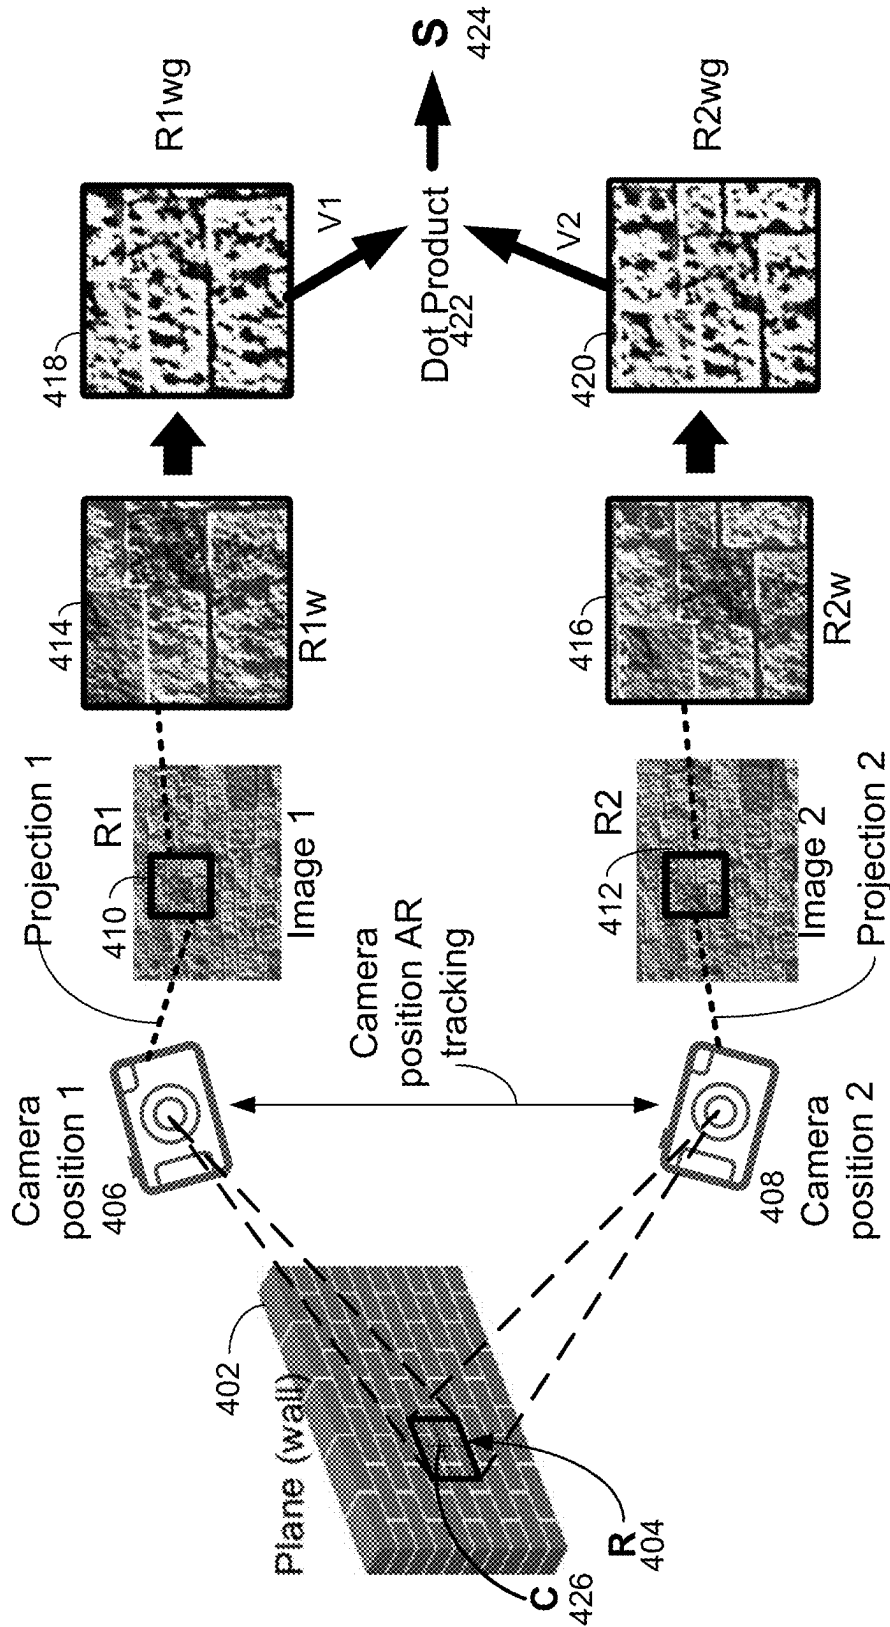 Plane (wall)
402
C
426
R
404
Camera
position 1
406
Camera
position AR
tracking
408
Camera
position 2
Projection 1
410
R1
Image 1
412
R2
Image 2
Projection 2
414
R1w
416
R2w
418
R1wg
V1
Dot Product
422
S
424
V2
420
R2wg